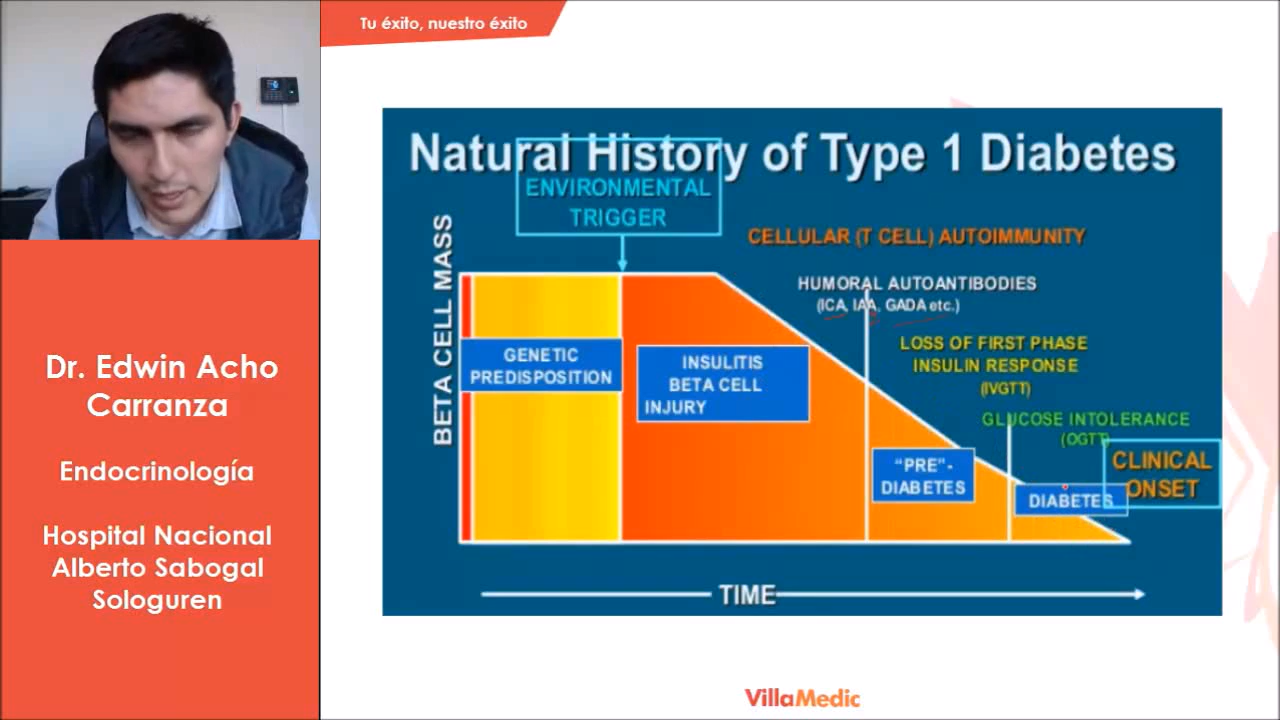 Tu éxito, nuestro éxito
Dr. Edwin Acho
Carranza
Endocrinología
Hospital Nacional
Alberto Sabogal
Sologuren
Natural History of Type 1 Diabetes
ENVIRONMENTAL
TRIGGER
BETA CELL MASS
CELLULAR (T CELL) AUTOIMMUNITY
HUMORAL AUTOANTIBODIES
(ICA, IAA, GADA etc.)
LOSS OF FIRST PHASE
INSULIN RESPONSE
(IVGTT)
GLUCOSE INTOLERANCE
(OGTT)
GENETIC
PREDISPOSITION
INSULITIS
BETA CELL
INJURY
“PRE”-
DIABETES
DIABETES
CLINICAL
ONSET
TIME
VillaMedic